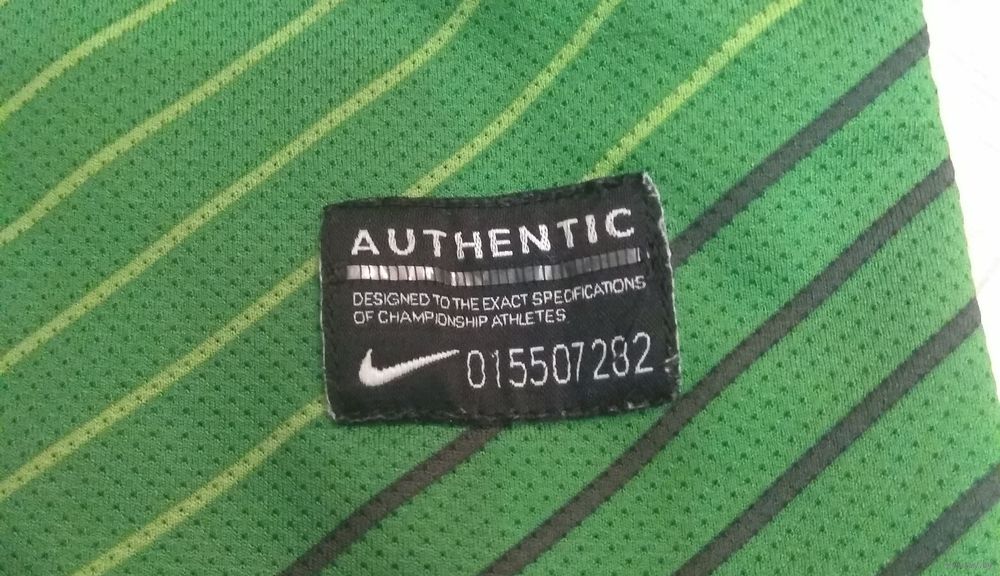 AUTHENTIC
DESIGNED TO THE EXACT SPECIFICATIONS
OF CHAMPIONSHIP ATHLETES
015507282